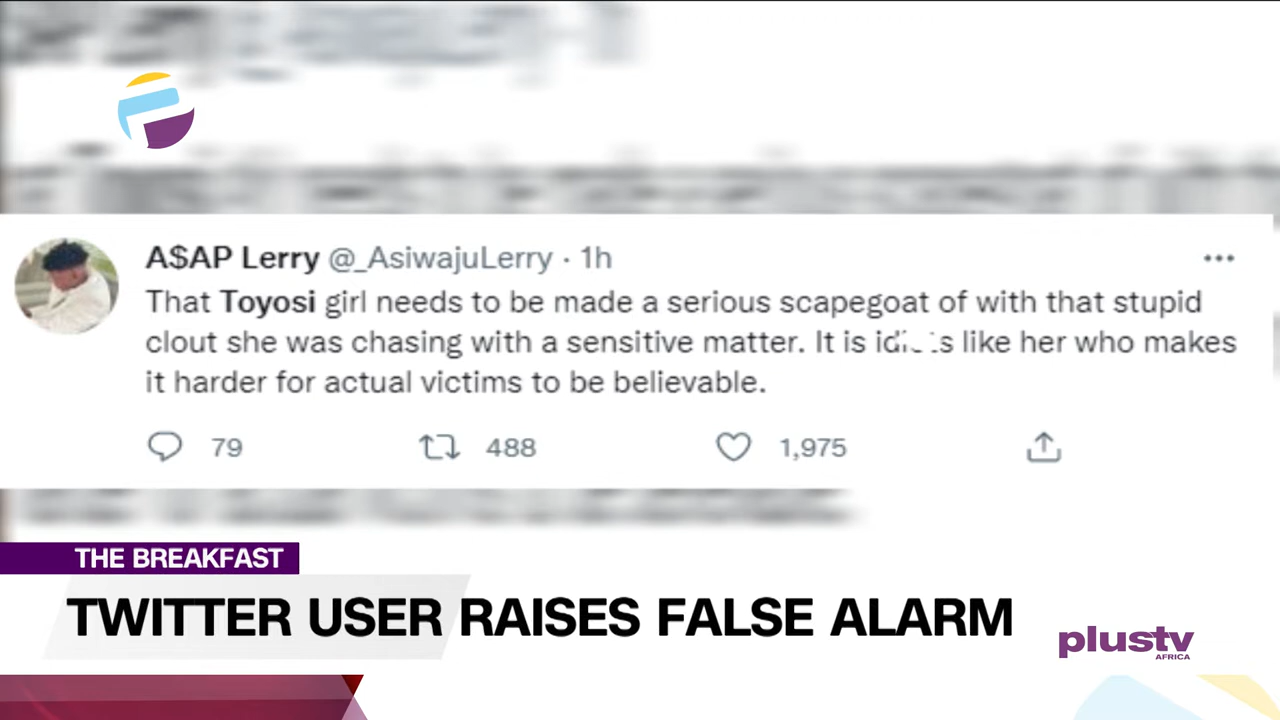 A$AP Lerry @_AsiwajuLerry · 1h
That Toyosi girl needs to be made a serious scapegoat of with that stupid
clout she was chasing with a sensitive matter. It is like her who makes
it harder for actual victims to be believable.
79 488 1,975
THE BREAKFAST
TWITTER USER RAISES FALSE ALARM
plustv
AFRICA